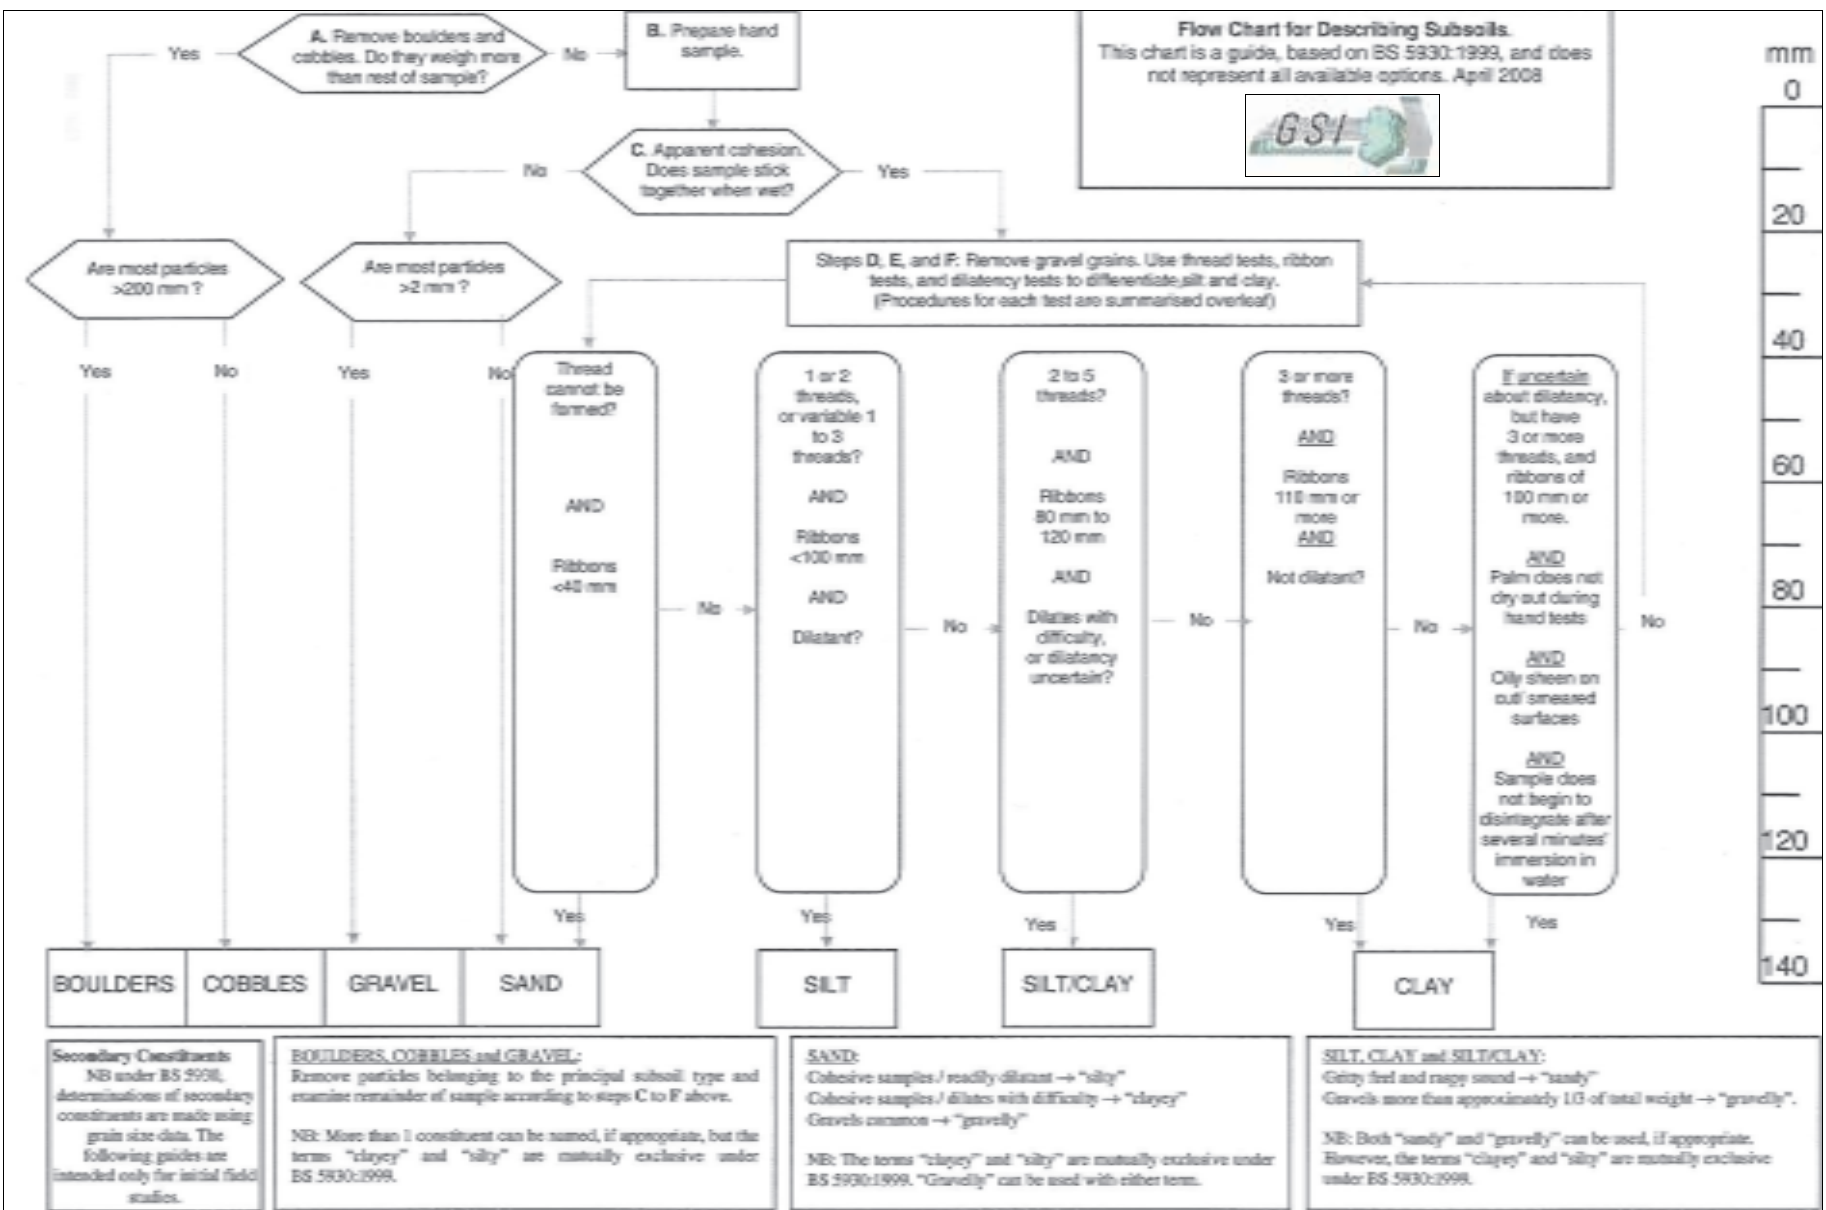 A. Remove boulders and
cobbles. Do they weigh more
than rest of sample?
Yes
No
B. Prepare hand
sample.
Flow Chart for Describing Subsoils.
This chart is a guide, based on BS 5930:1999, and does
not represent all available options. April 2008
GSI
mm
0
20
40
60
80
100
120
140
C. Apparent cohesion.
Does sample stick
together when wet?
No
Yes
Are most particles
>200 mm ?
Are most particles
>2 mm ?
Steps D, E, and F: Remove gravel grains. Use thread tests, ribbon
tests, and dilatency tests to differentiate silt and clay.
(Procedures for each test are summarised overleaf)
Yes
No
Yes
No
Thread
cannot be
formed?
AND
Ribbons
<40 mm
No
1 or 2
threads,
or variable 1
to 3
threads?
AND
Ribbons
<100 mm
AND
Dilatant?
No
2 to 5
threads?
AND
Ribbons
80 mm to
120 mm
AND
Dilates with
difficulty,
or dilatancy
uncertain?
No
3 or more
threads?
AND
Ribbons
110 mm or
more
AND
Not dilatant?
No
If uncertain
about dilatancy,
but have
3 or more
threads, and
ribbons of
100 mm or
more.
AND
Palm does not
dry out during
hand tests
AND
Oily sheen on
cut/ smeared
surfaces
AND
Sample does
not begin to
disintegrate after
several minutes'
immersion in
water
No
Yes
Yes
Yes
Yes
Yes
BOULDERS
COBBLES
GRAVEL
SAND
SILT
SILT/CLAY
CLAY
Secondary Constituents
NB under BS 5930,
determinations of secondary
constituents are made using
grain size data. The
following guides are
intended only for initial field
studies.
BOULDERS, COBBLES and GRAVEL:
Remove particles belonging to the principal subsoil type and
examine remainder of sample according to steps C to F above.
NB: More than 1 constituent can be named, if appropriate, but the
terms "clayey" and "silty" are mutually exclusive under
BS 5930:1999.
SAND:
Cohesive samples / readily dilatant → "silty"
Cohesive samples / dilates with difficulty → "clayey"
Gravels common → "gravelly"
NB: The terms "clayey" and "silty" are mutually exclusive under
BS 5930:1999. "Gravelly" can be used with either term.
SILT, CLAY and SILT/CLAY:
Gritty feel and raspy sound → "sandy"
Gravels more than approximately 1/3 of total weight → "gravelly".
NB: Both "sandy" and "gravelly" can be used, if appropriate.
However, the terms "clayey" and "silty" are mutually exclusive
under BS 5930:1999.